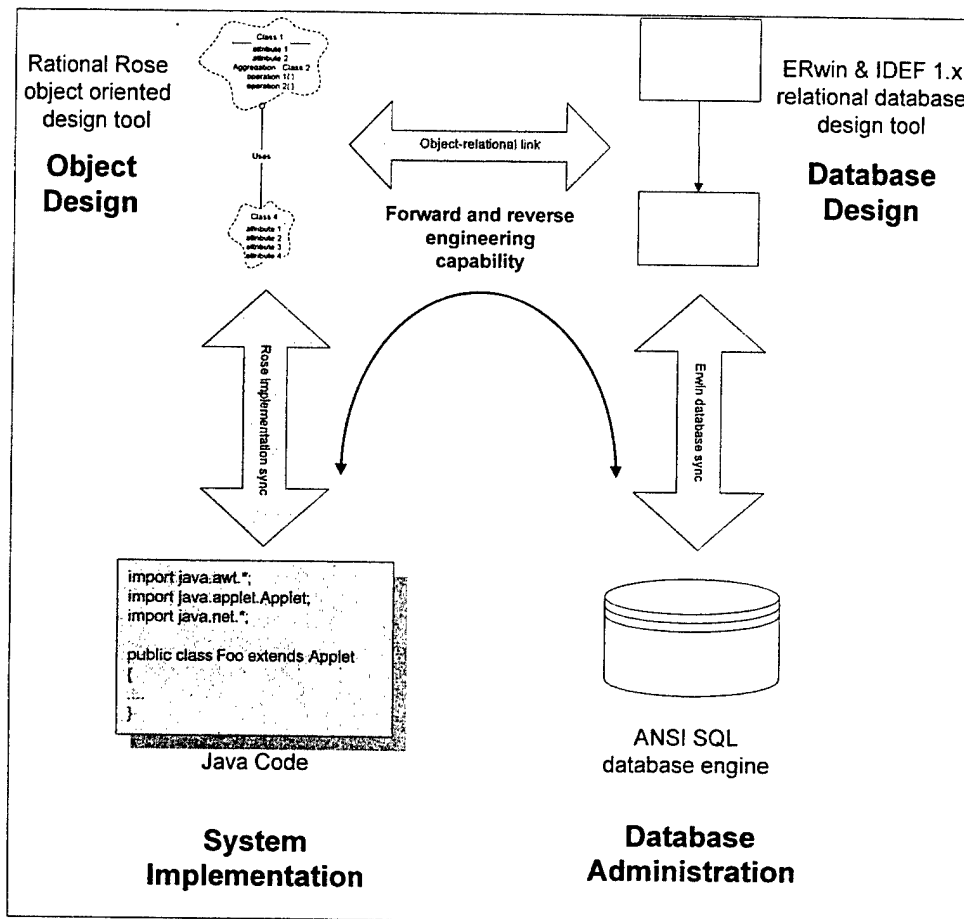 Rational Rose
object oriented
design tool
Object
Design
Class 1
attribute 1
attribute 2
Aggregation Class 2
operation 1( )
operation 2( )
Uses
Class 4
attribute 1
attribute 2
attribute 3
attribute 4
Object-relational link
Forward and reverse
engineering
capability
ERwin & IDEF 1.x
relational database
design tool
Database
Design
Rose implementation sync
Erwin database sync
import java.awt.*;
import java.applet.Applet;
import java.net.*;
public class Foo extends Applet
{
....
}
Java Code
ANSI SQL
database engine
System
Implementation
Database
Administration